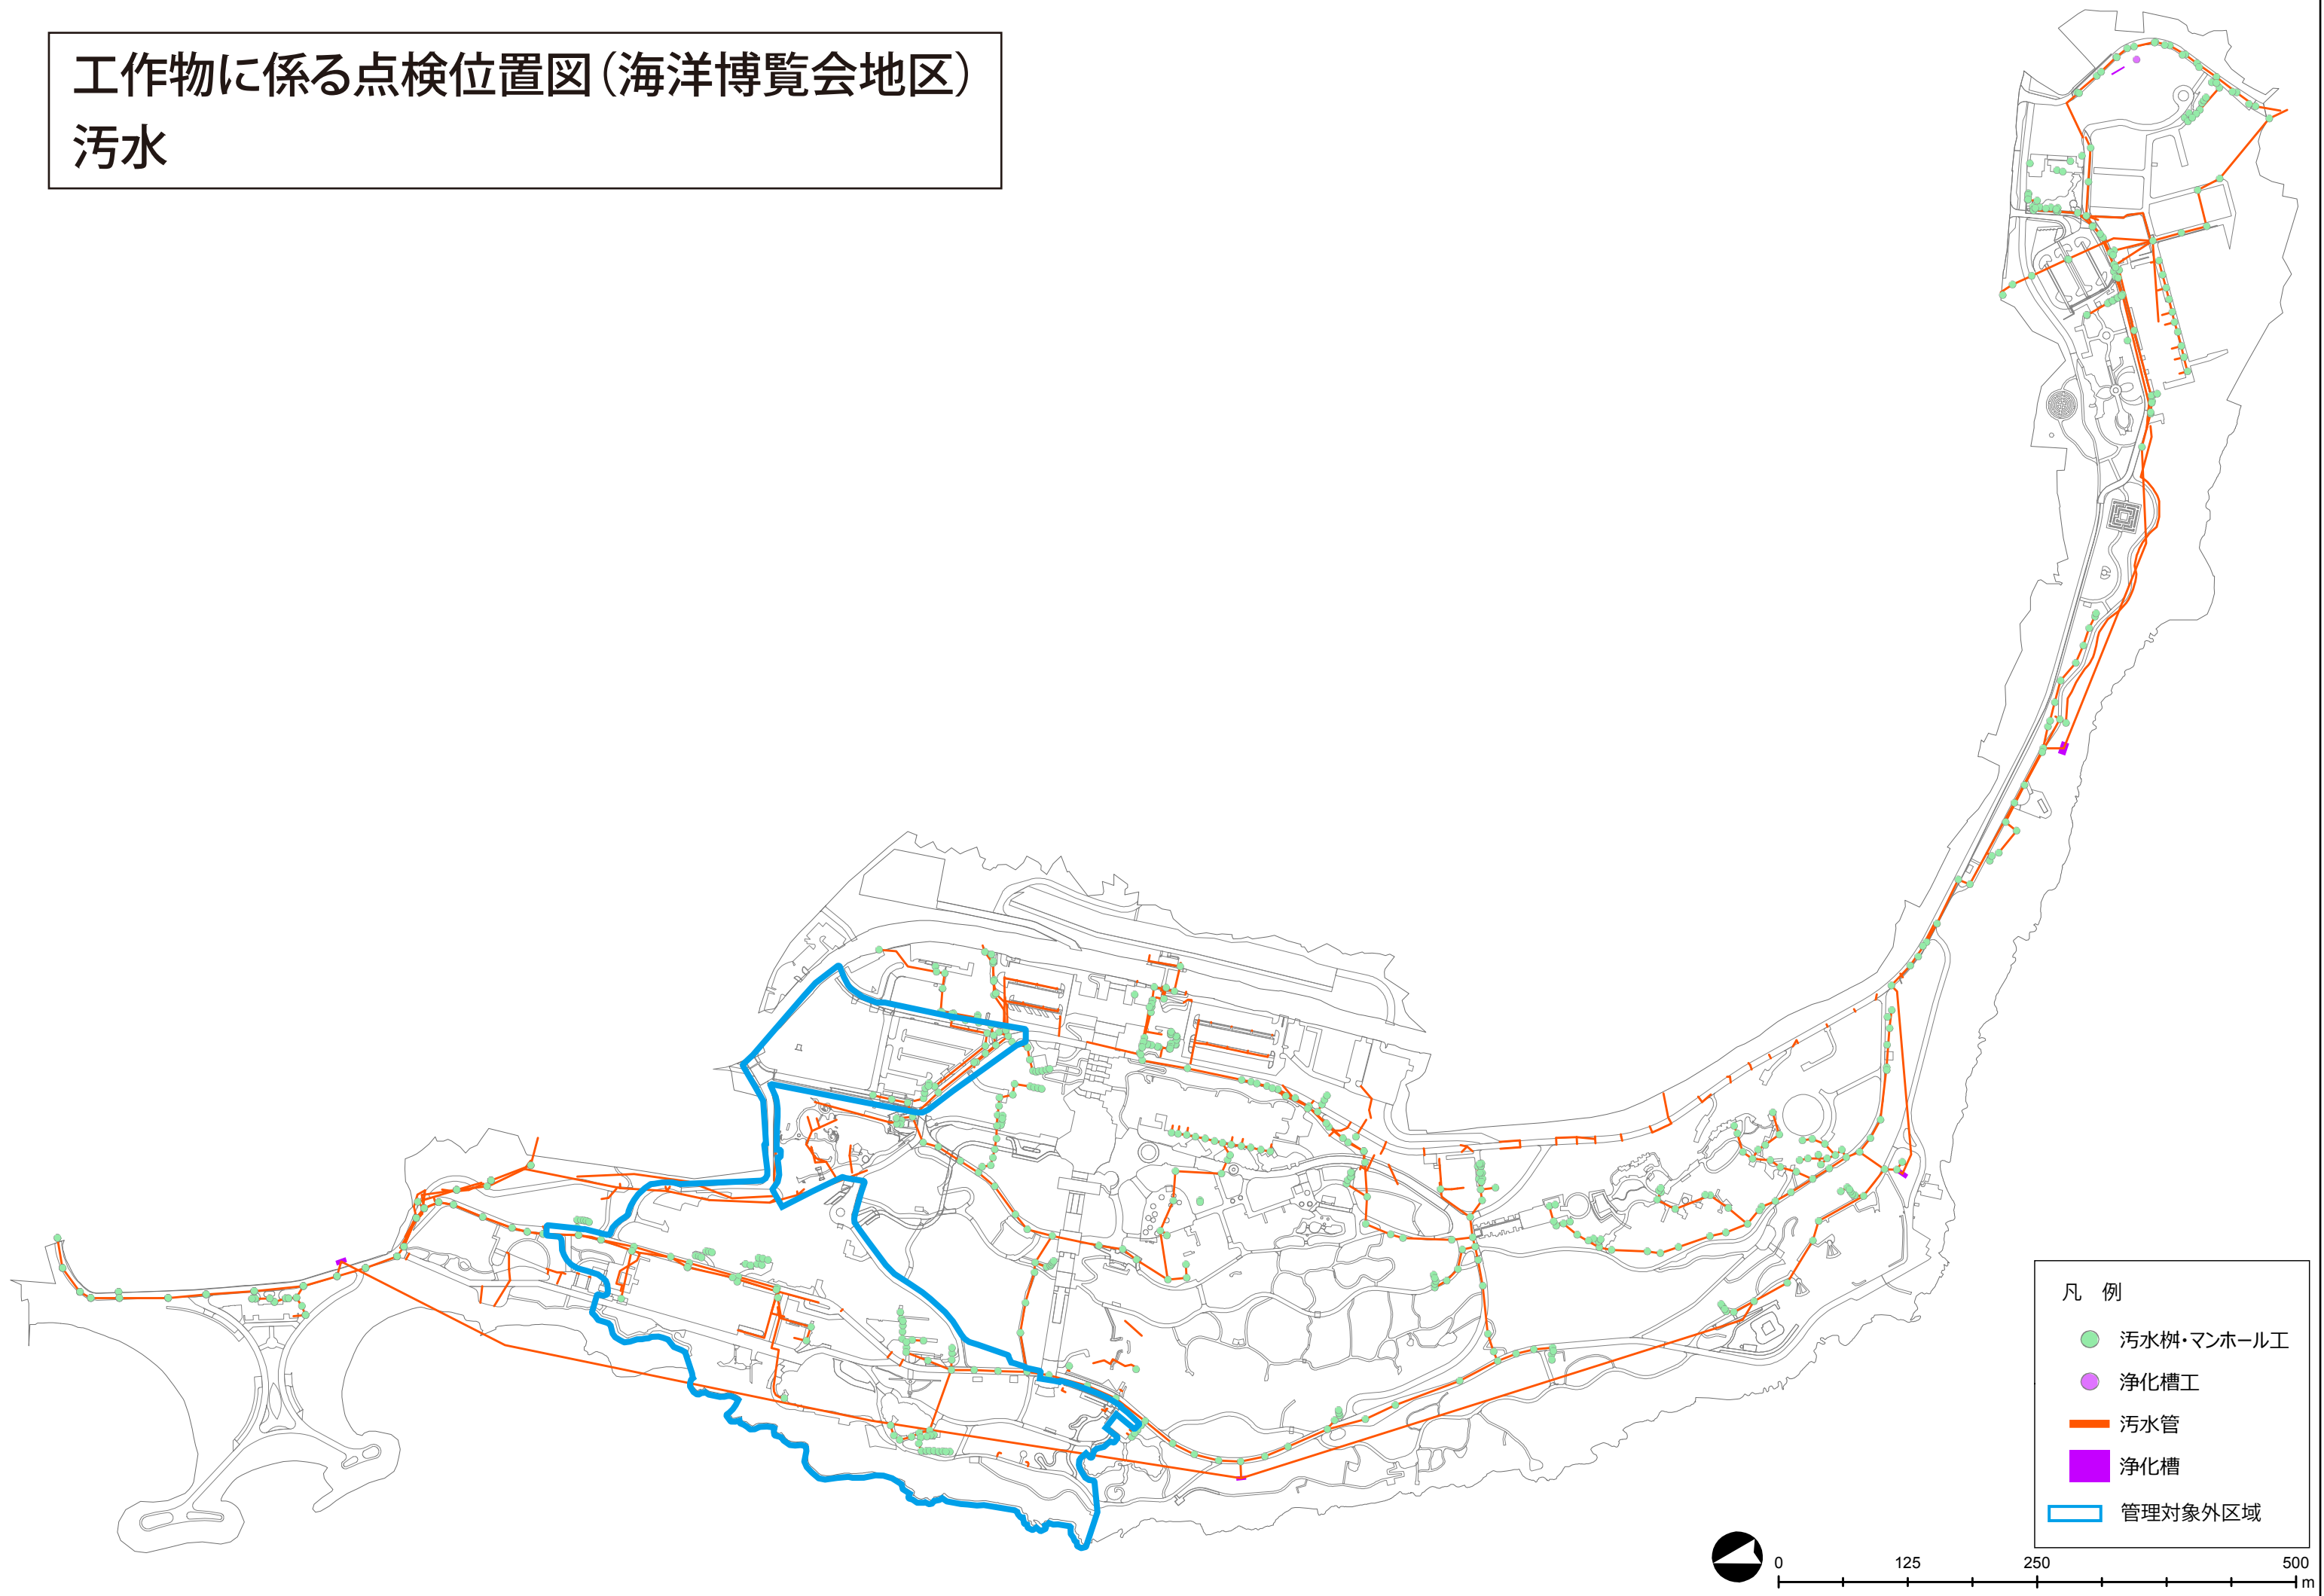 工作物に係る点検位置図（海洋博覧会地区）
汚水
凡　例
汚水桝・マンホール工
浄化槽工
汚水管
浄化槽
管理対象外区域
0 125 250 500
m